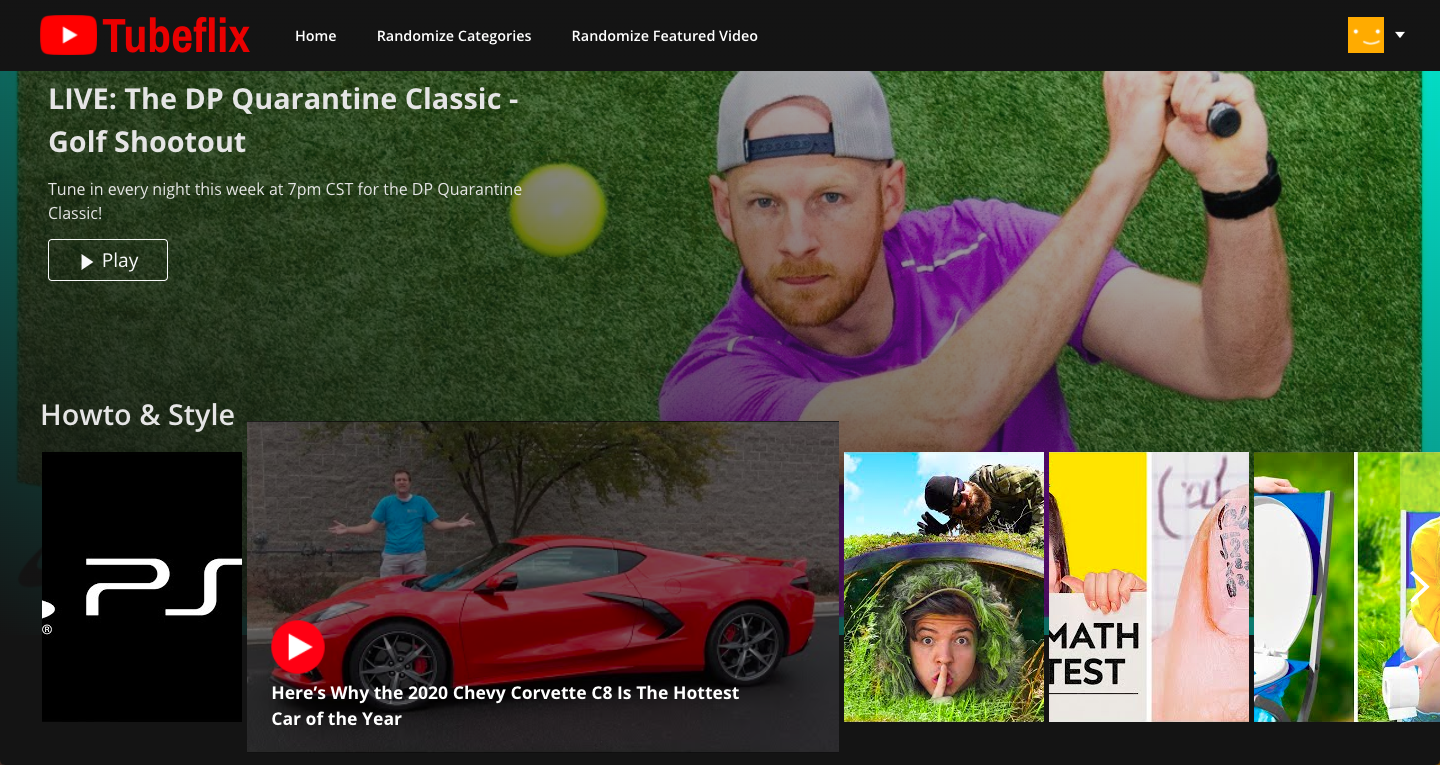 Tubeflix
Home Randomize Categories Randomize Featured Video
LIVE: The DP Quarantine Classic -
Golf Shootout
Tune in every night this week at 7pm CST for the DP Quarantine
Classic!
Play
Howto & Style
PS
®
Here's Why the 2020 Chevy Corvette C8 Is The Hottest
Car of the Year
MATH
TEST